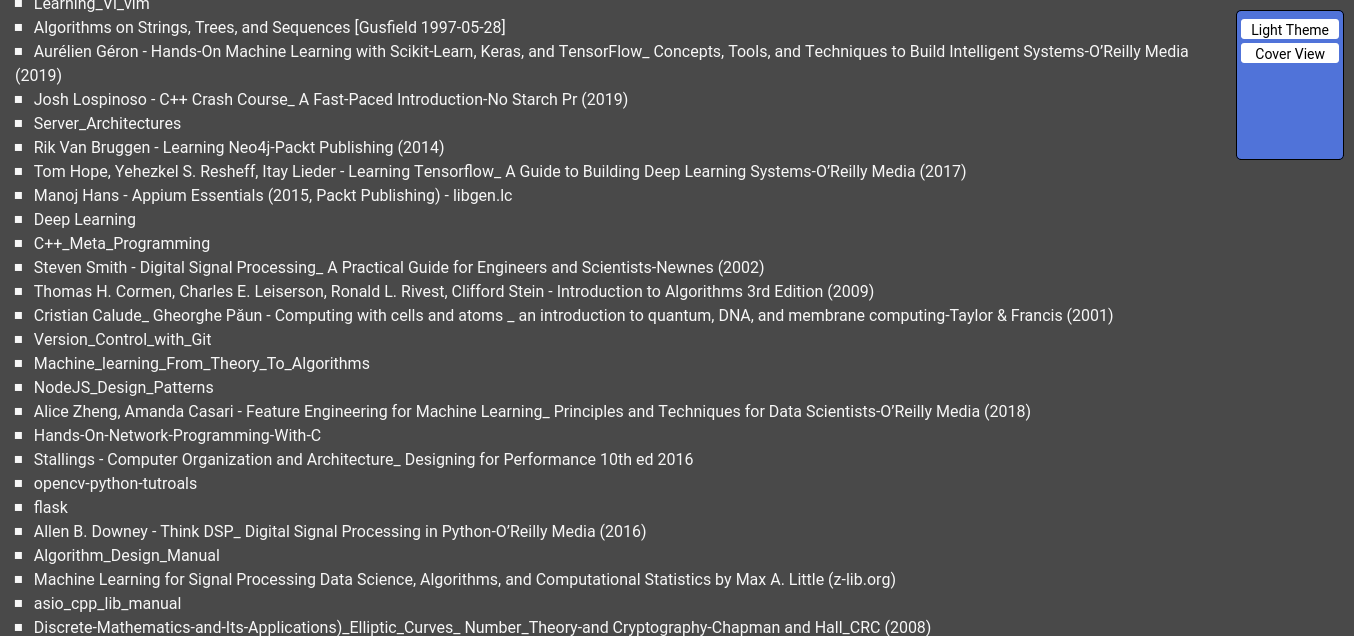 Learning_Vi_Vim
Algorithms on Strings, Trees, and Sequences [Gusfield 1997-05-28]
Aurélien Géron - Hands-On Machine Learning with Scikit-Learn, Keras, and TensorFlow_ Concepts, Tools, and Techniques to Build Intelligent Systems-O’Reilly Media
(2019)
Josh Lospinoso - C++ Crash Course_ A Fast-Paced Introduction-No Starch Pr (2019)
Server_Architectures
Rik Van Bruggen - Learning Neo4j-Packt Publishing (2014)
Tom Hope, Yehezkel S. Resheff, Itay Lieder - Learning Tensorflow_ A Guide to Building Deep Learning Systems-O’Reilly Media (2017)
Manoj Hans - Appium Essentials (2015, Packt Publishing) - libgen.lc
Deep Learning
C++_Meta_Programming
Steven Smith - Digital Signal Processing_ A Practical Guide for Engineers and Scientists-Newnes (2002)
Thomas H. Cormen, Charles E. Leiserson, Ronald L. Rivest, Clifford Stein - Introduction to Algorithms 3rd Edition (2009)
Cristian Calude_ Gheorghe Păun - Computing with cells and atoms _ an introduction to quantum, DNA, and membrane computing-Taylor & Francis (2001)
Version_Control_with_Git
Machine_learning_From_Theory_To_Algorithms
NodeJS_Design_Patterns
Alice Zheng, Amanda Casari - Feature Engineering for Machine Learning_ Principles and Techniques for Data Scientists-O’Reilly Media (2018)
Hands-On-Network-Programming-With-C
Stallings - Computer Organization and Architecture_ Designing for Performance 10th ed 2016
opencv-python-tutroals
flask
Allen B. Downey - Think DSP_ Digital Signal Processing in Python-O’Reilly Media (2016)
Algorithm_Design_Manual
Machine Learning for Signal Processing Data Science, Algorithms, and Computational Statistics by Max A. Little (z-lib.org)
asio_cpp_lib_manual
Discrete-Mathematics-and-Its-Applications)_Elliptic_Curves_ Number_Theory-and Cryptography-Chapman and Hall_CRC (2008)
Light Theme
Cover View